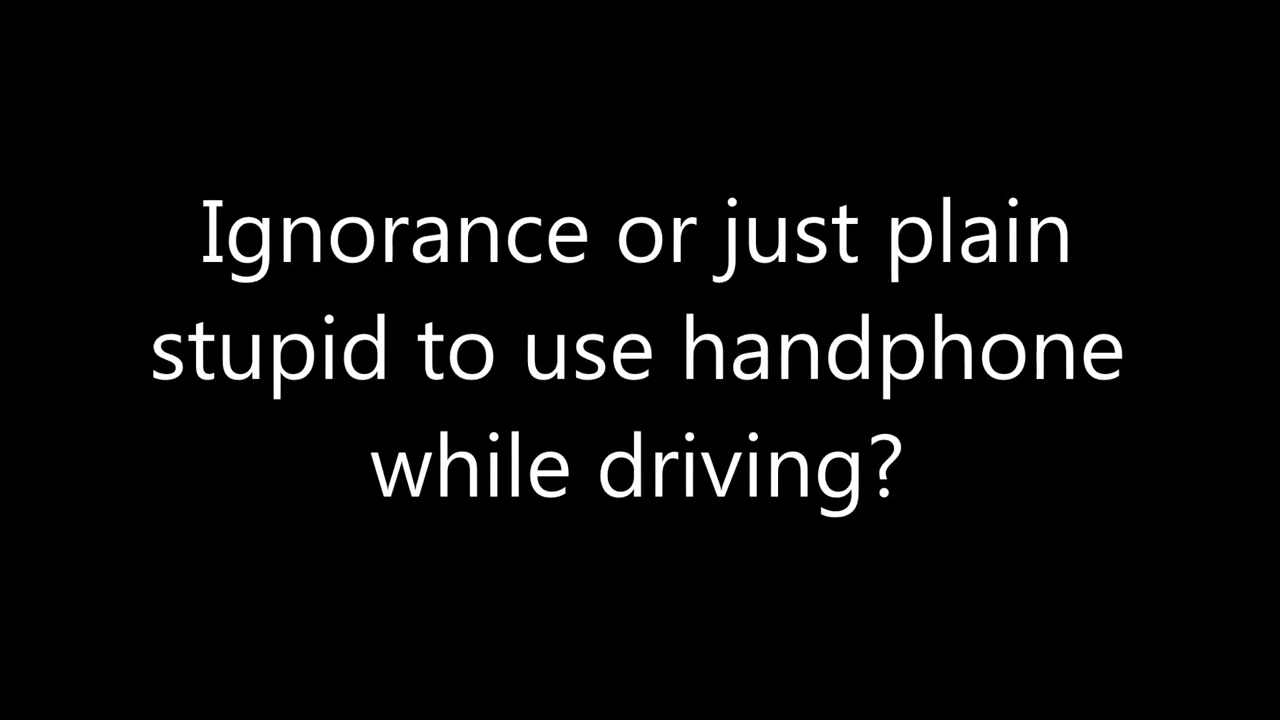 Ignorance or just plain
stupid to use handphone
while driving?